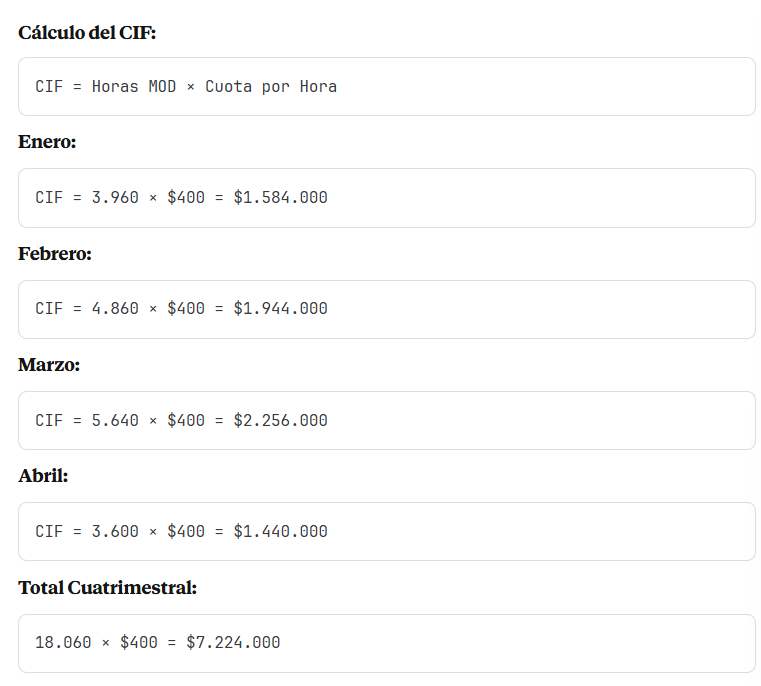 Cálculo del CIF:
CIF = Horas MOD × Cuota por Hora
Enero:
CIF = 3.960 × $400 = $1.584.000
Febrero:
CIF = 4.860 × $400 = $1.944.000
Marzo:
CIF = 5.640 × $400 = $2.256.000
Abril:
CIF = 3.600 × $400 = $1.440.000
Total Cuatrimestral:
18.060 × $400 = $7.224.000